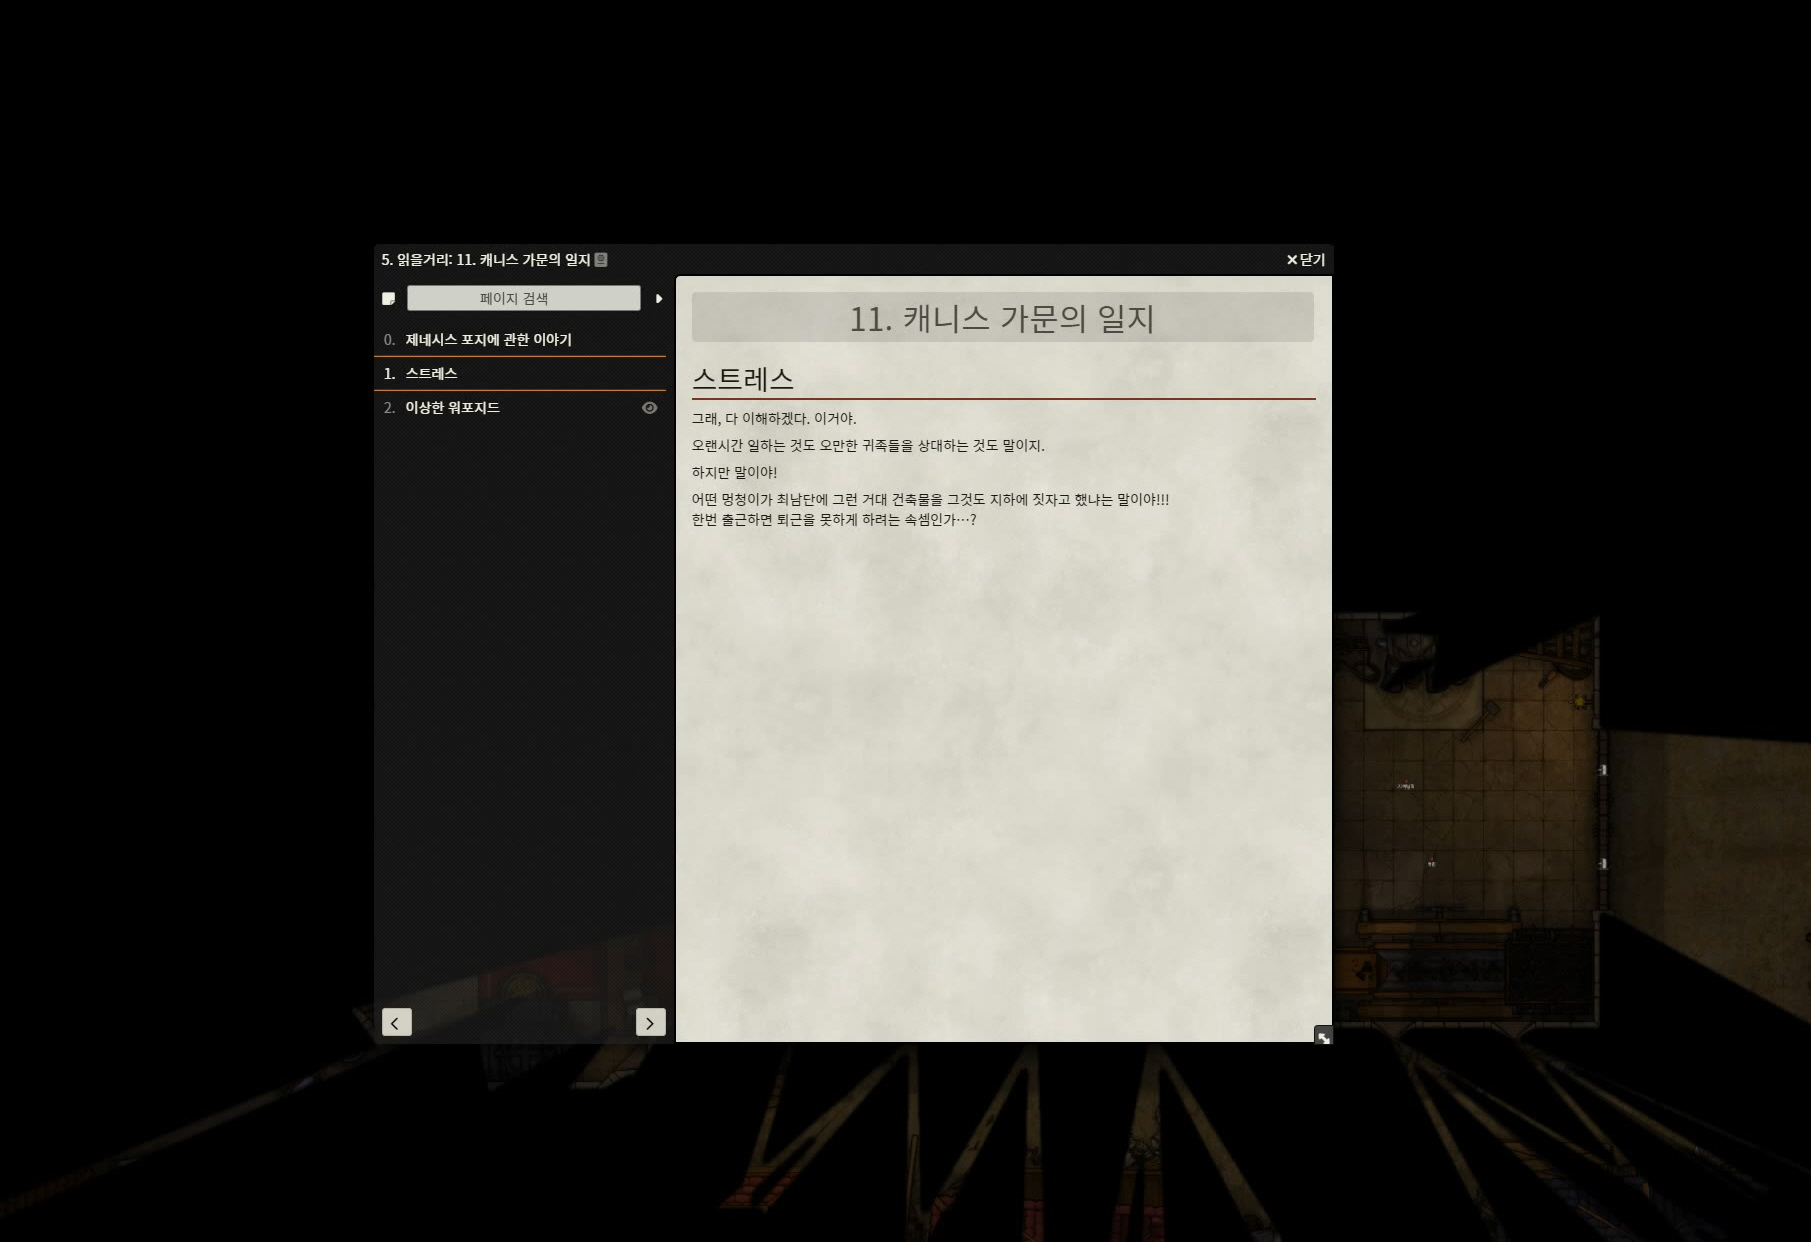 5. 읽을거리: 11. 캐니스 가문의 일지
닫기
페이지 검색
0. 제네시스 포지에 관한 이야기
1. 스트레스
2. 이상한 워포지드
11. 캐니스 가문의 일지
스트레스
그래, 다 이해하겠다. 이거야.
오랜시간 일하는 것도 오만한 귀족들을 상대하는 것도 말이지.
하지만 말이야!
어떤 멍청이가 최남단에 그런 거대 건축물을 그것도 지하에 짓자고 했냐는 말이야!!!
한번 출근하면 퇴근을 못하게 하려는 속셈인가…?